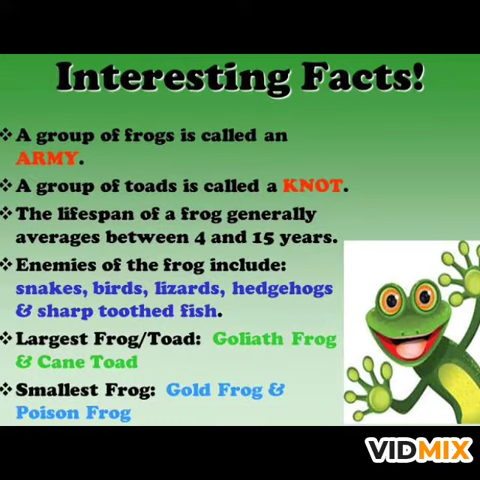 Interesting Facts!
❖A group of frogs is called an
ARMY.
❖A group of toads is called a KNOT.
❖The lifespan of a frog generally
averages between 4 and 15 years.
❖Enemies of the frog include:
snakes, birds, lizards, hedgehogs
& sharp toothed fish.
❖Largest Frog/Toad: Goliath Frog
& Cane Toad
❖Smallest Frog: Gold Frog &
Poison Frog
VIDMIX